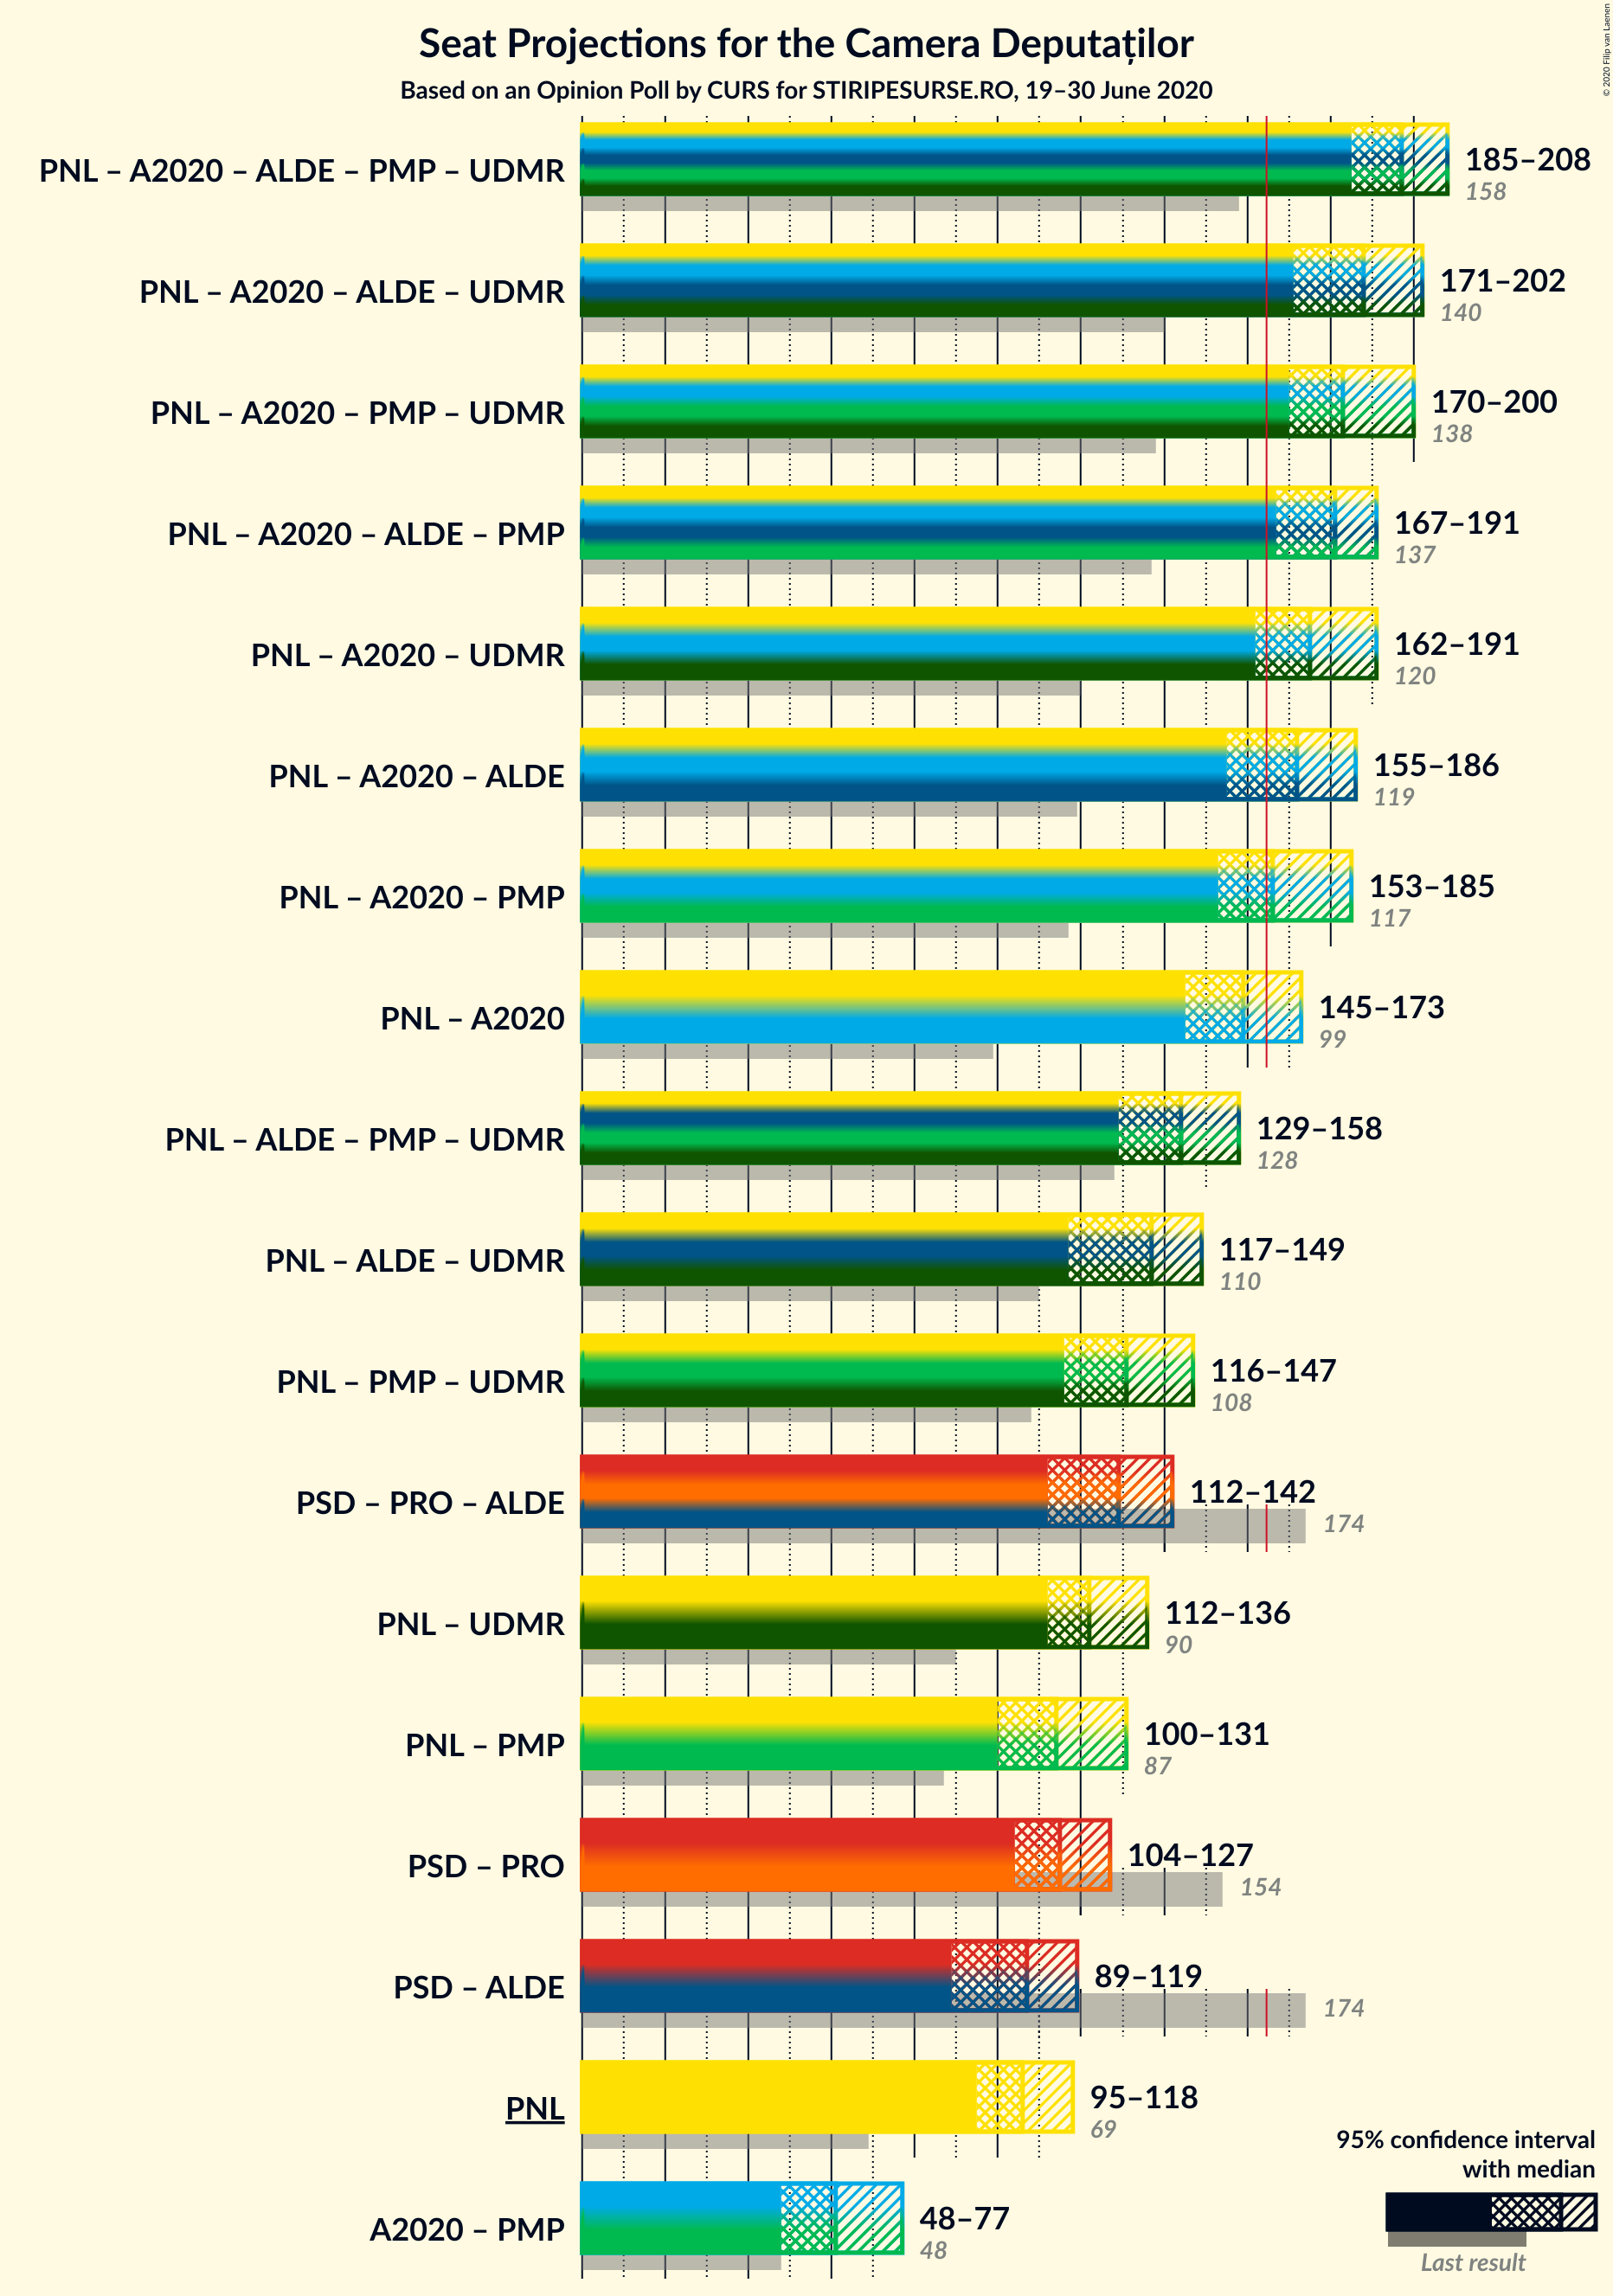 Seat Projections for the Camera Deputaților
Based on an Opinion Poll by CURS for STIRIPESURSE.RO, 19–30 June 2020
© 2020 Filip van Laenen
PNL – A2020 – ALDE – PMP – UDMR
185–208
158
PNL – A2020 – ALDE – UDMR
171–202
140
PNL – A2020 – PMP – UDMR
170–200
138
PNL – A2020 – ALDE – PMP
167–191
137
PNL – A2020 – UDMR
162–191
120
PNL – A2020 – ALDE
155–186
119
PNL – A2020 – PMP
153–185
117
PNL – A2020
145–173
99
PNL – ALDE – PMP – UDMR
129–158
128
PNL – ALDE – UDMR
117–149
110
PNL – PMP – UDMR
116–147
108
PSD – PRO – ALDE
112–142
174
PNL – UDMR
112–136
90
PNL – PMP
100–131
87
PSD – PRO
104–127
154
PSD – ALDE
89–119
174
PNL
95–118
69
A2020 – PMP
48–77
48
95% confidence interval
with median
Last result